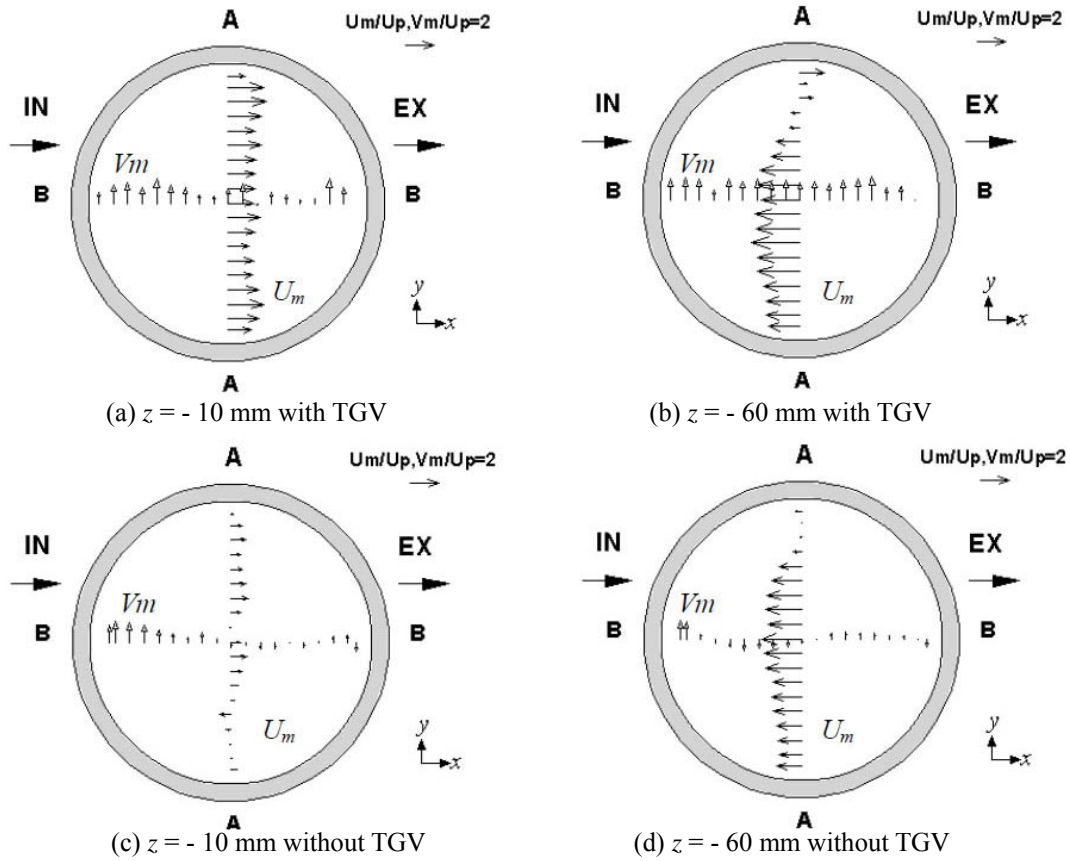 A
Um/Up,Vm/Up=2
IN
EX
Vm
B
B
Um
y
x
A
(a) z = - 10 mm with TGV
A
Um/Up,Vm/Up=2
IN
EX
Vm
B
B
Um
y
x
A
(b) z = - 60 mm with TGV
A
Um/Up,Vm/Up=2
IN
EX
Vm
B
B
Um
y
x
A
(c) z = - 10 mm without TGV
A
Um/Up,Vm/Up=2
IN
EX
Vm
B
B
Um
y
x
A
(d) z = - 60 mm without TGV